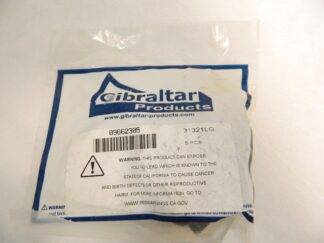 Gibraltar
Products
www.gibraltar-products.com
09662305 31321LG
5 PCS
WARNING: THIS PRODUCT CAN EXPOSE
YOU TO LEAD, WHICH IS KNOWN TO THE
STATE OF CALIFORNIA TO CAUSE CANCER
AND BIRTH DEFECTS OR OTHER REPRODUCTIVE
HARM. FOR MORE INFORMATION, GO TO
WWW.P65WARNINGS.CA.GOV